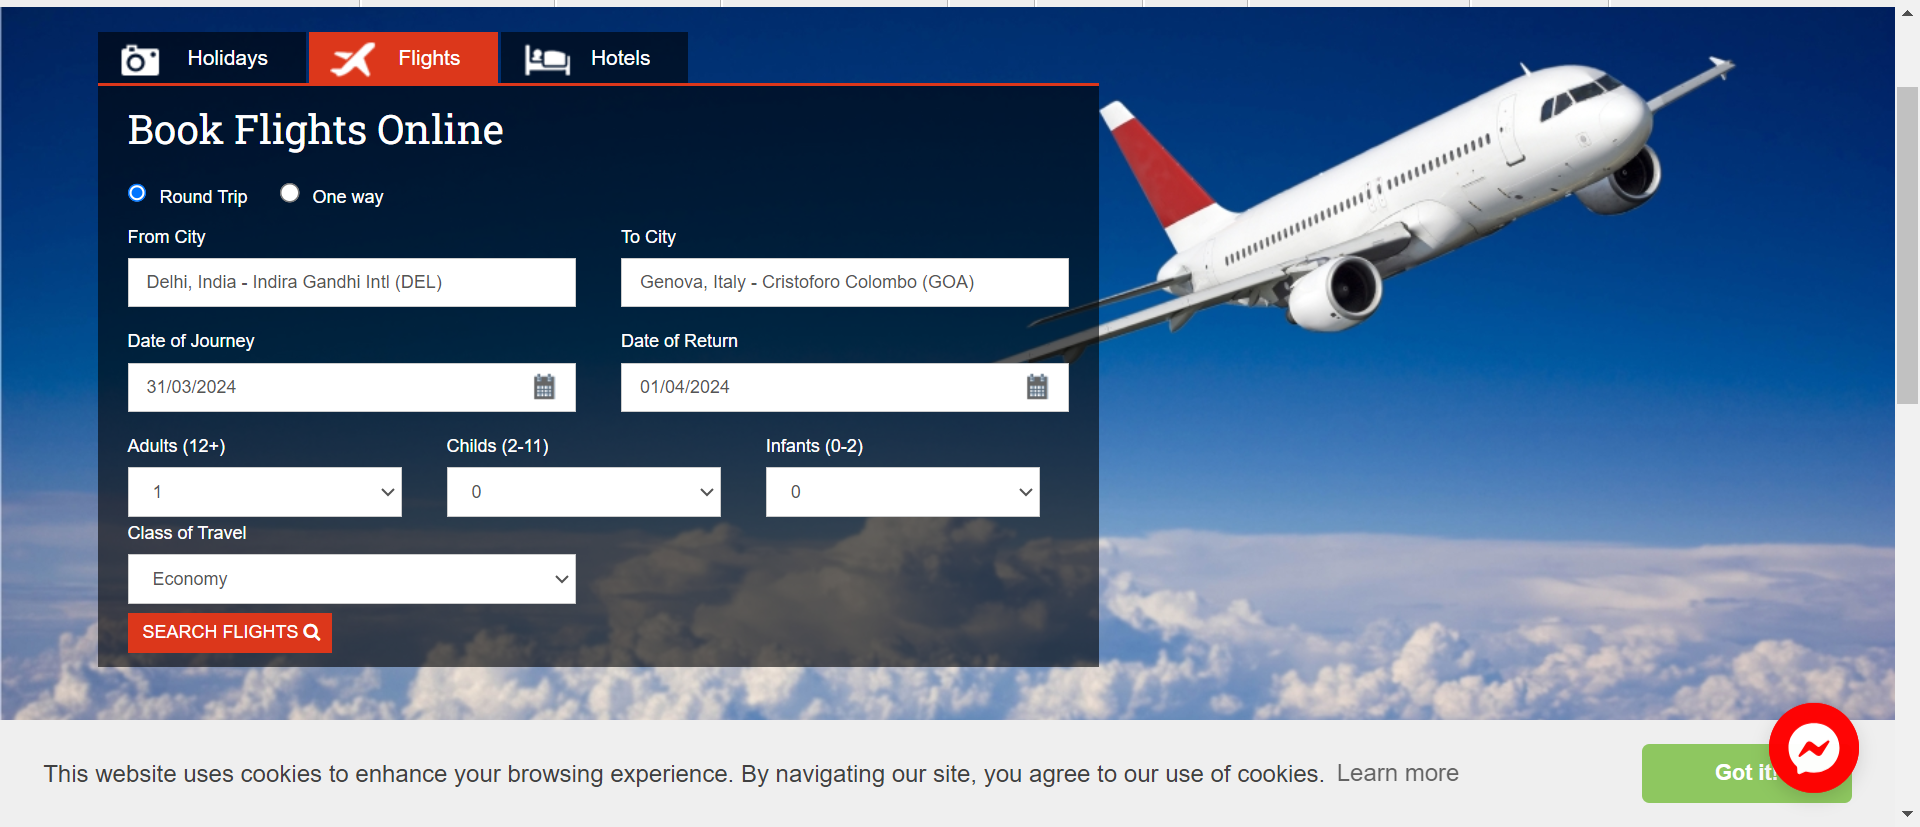 Holidays Flights Hotels
Book Flights Online
Round Trip One way
From City To City
Delhi, India - Indira Gandhi Intl (DEL) Genova, Italy - Cristoforo Colombo (GOA)
Date of Journey Date of Return
31/03/2024 01/04/2024
Adults (12+) Childs (2-11) Infants (0-2)
1 0 0
Class of Travel
Economy
SEARCH FLIGHTS
This website uses cookies to enhance your browsing experience. By navigating our site, you agree to our use of cookies. Learn more Got it!